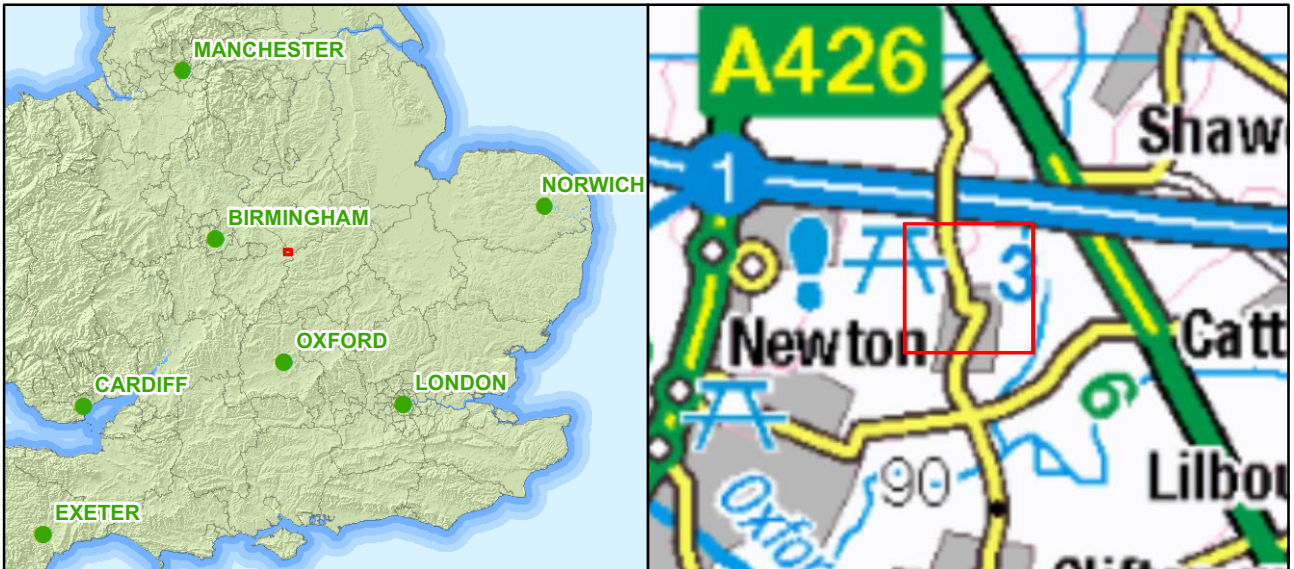 MANCHESTER
NORWICH
BIRMINGHAM
OXFORD
CARDIFF
LONDON
EXETER
A426
Shaw
1
3
Newton
Catt
6
90
Lilbou
Oxfor